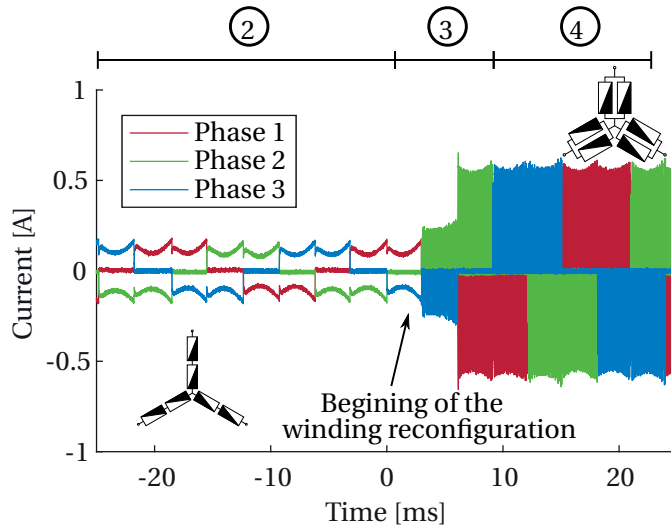 2 3 4
1
0.5
0
-0.5
-1
Current [A]
Phase 1
Phase 2
Phase 3
Begining of the
winding reconfiguration
-20 -10 0 10 20
Time [ms]